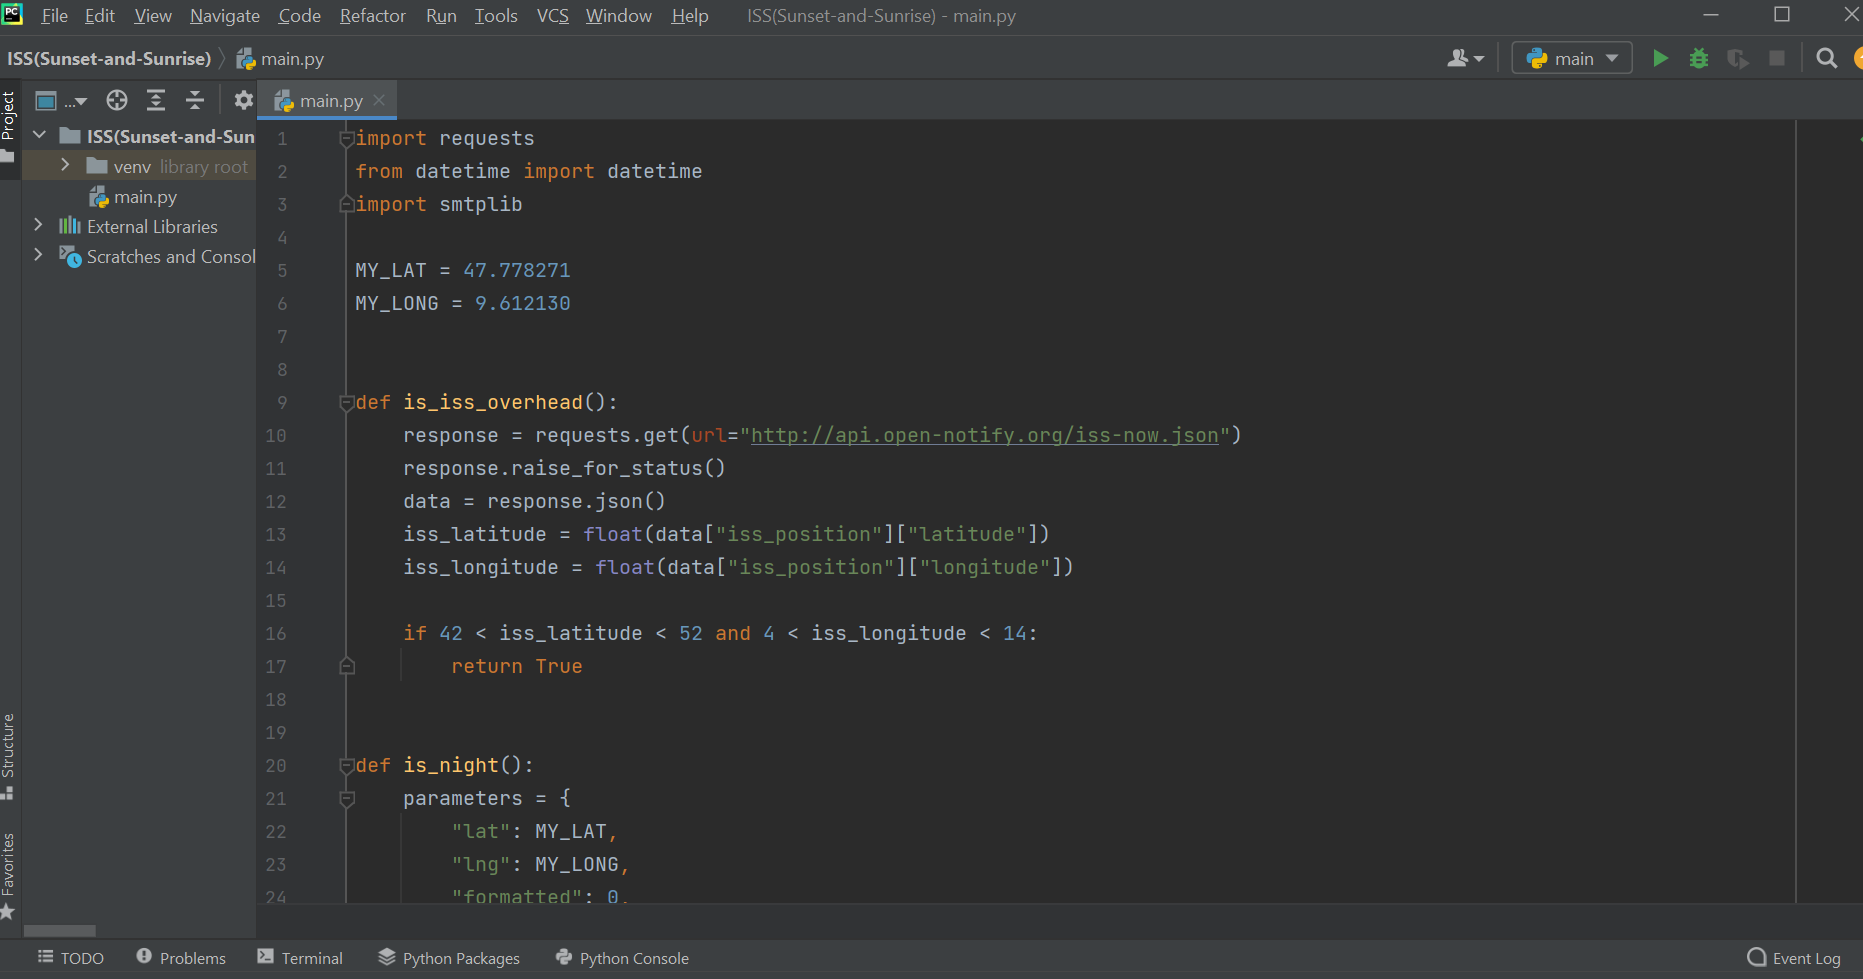 PC File Edit View Navigate Code Refactor Run Tools VCS Window Help ISS(Sunset-and-Sunrise) - main.py
ISS(Sunset-and-Sunrise) main.py main
Project
... main.py
ISS(Sunset-and-Sun
venv library root
main.py
External Libraries
Scratches and Consol
Structure
Favorites
1 import requests
2 from datetime import datetime
3 import smtplib
4
5 MY_LAT = 47.778271
6 MY_LONG = 9.612130
7
8
9 def is_iss_overhead():
10 response = requests.get(url="http://api.open-notify.org/iss-now.json")
11 response.raise_for_status()
12 data = response.json()
13 iss_latitude = float(data["iss_position"]["latitude"])
14 iss_longitude = float(data["iss_position"]["longitude"])
15
16 if 42 < iss_latitude < 52 and 4 < iss_longitude < 14:
17 return True
18
19
20 def is_night():
21 parameters = {
22 "lat": MY_LAT,
23 "lng": MY_LONG,
24 "formatted": 0,
TODO Problems Terminal Python Packages Python Console Event Log